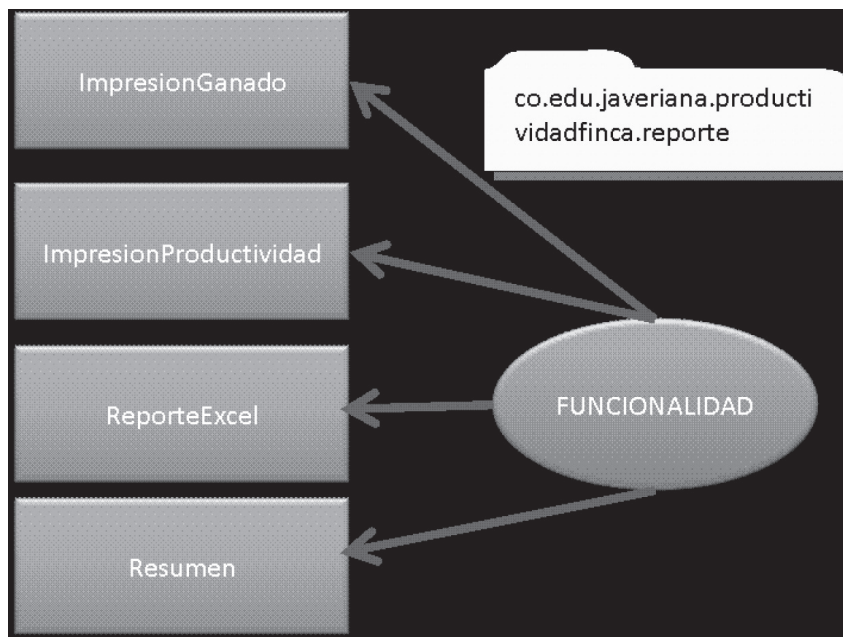 ImpresionGanado
co.edu.javeriana.producti
vidadfinca.reporte
ImpresionProductividad
ReporteExcel
FUNCIONALIDAD
Resumen